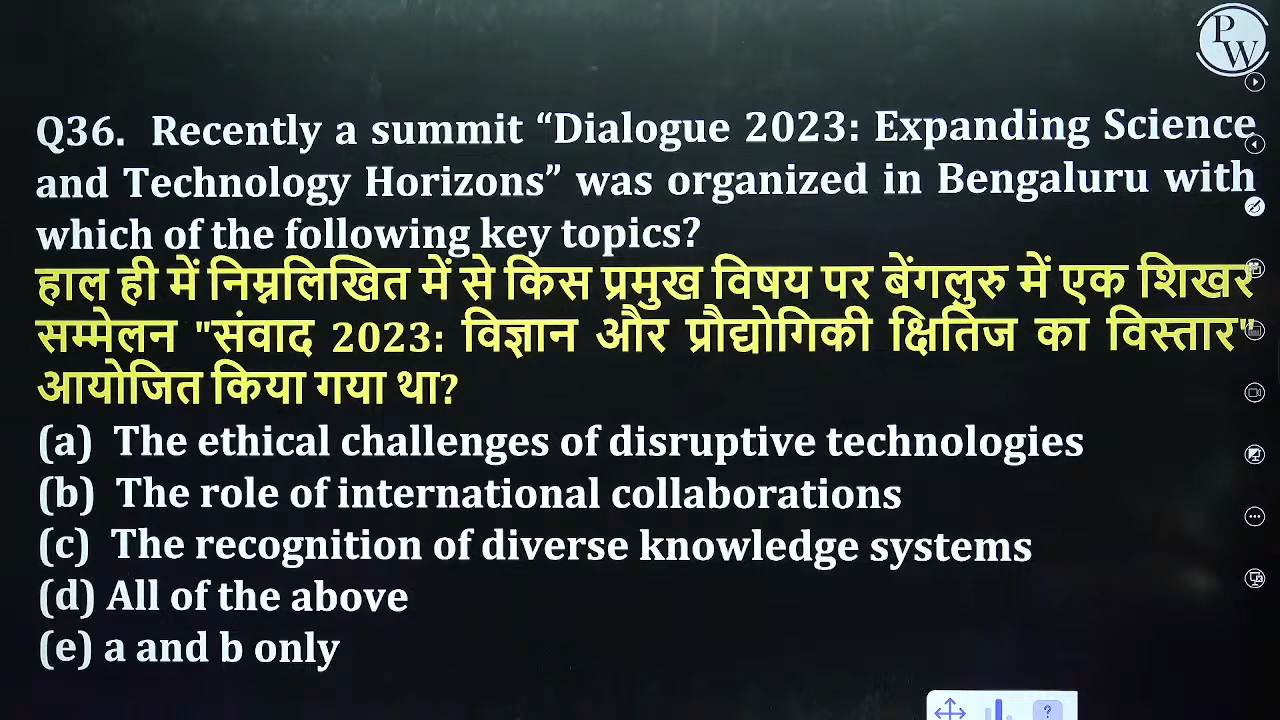 PW
Q36. Recently a summit “Dialogue 2023: Expanding Science
and Technology Horizons” was organized in Bengaluru with
which of the following key topics?
हाल ही में निम्नलिखित में से किस प्रमुख विषय पर बेंगलुरु में एक शिखर
सम्मेलन "संवाद 2023: विज्ञान और प्रौद्योगिकी क्षितिज का विस्तार"
आयोजित किया गया था?
(a) The ethical challenges of disruptive technologies
(b) The role of international collaborations
(c) The recognition of diverse knowledge systems
(d) All of the above
(e) a and b only
?